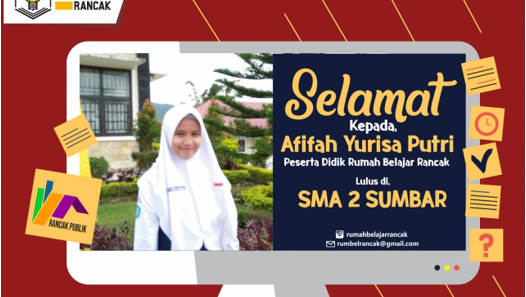 RANCAK
Selamat
Kepada,
Afifah Yurisa Putri
Peserta Didik Rumah Belajar Rancak
Lulus di,
SMA 2 SUMBAR
rumahbelajarrancak
rumbelrancak@gmail.com
RANCAK PUBLIK
?